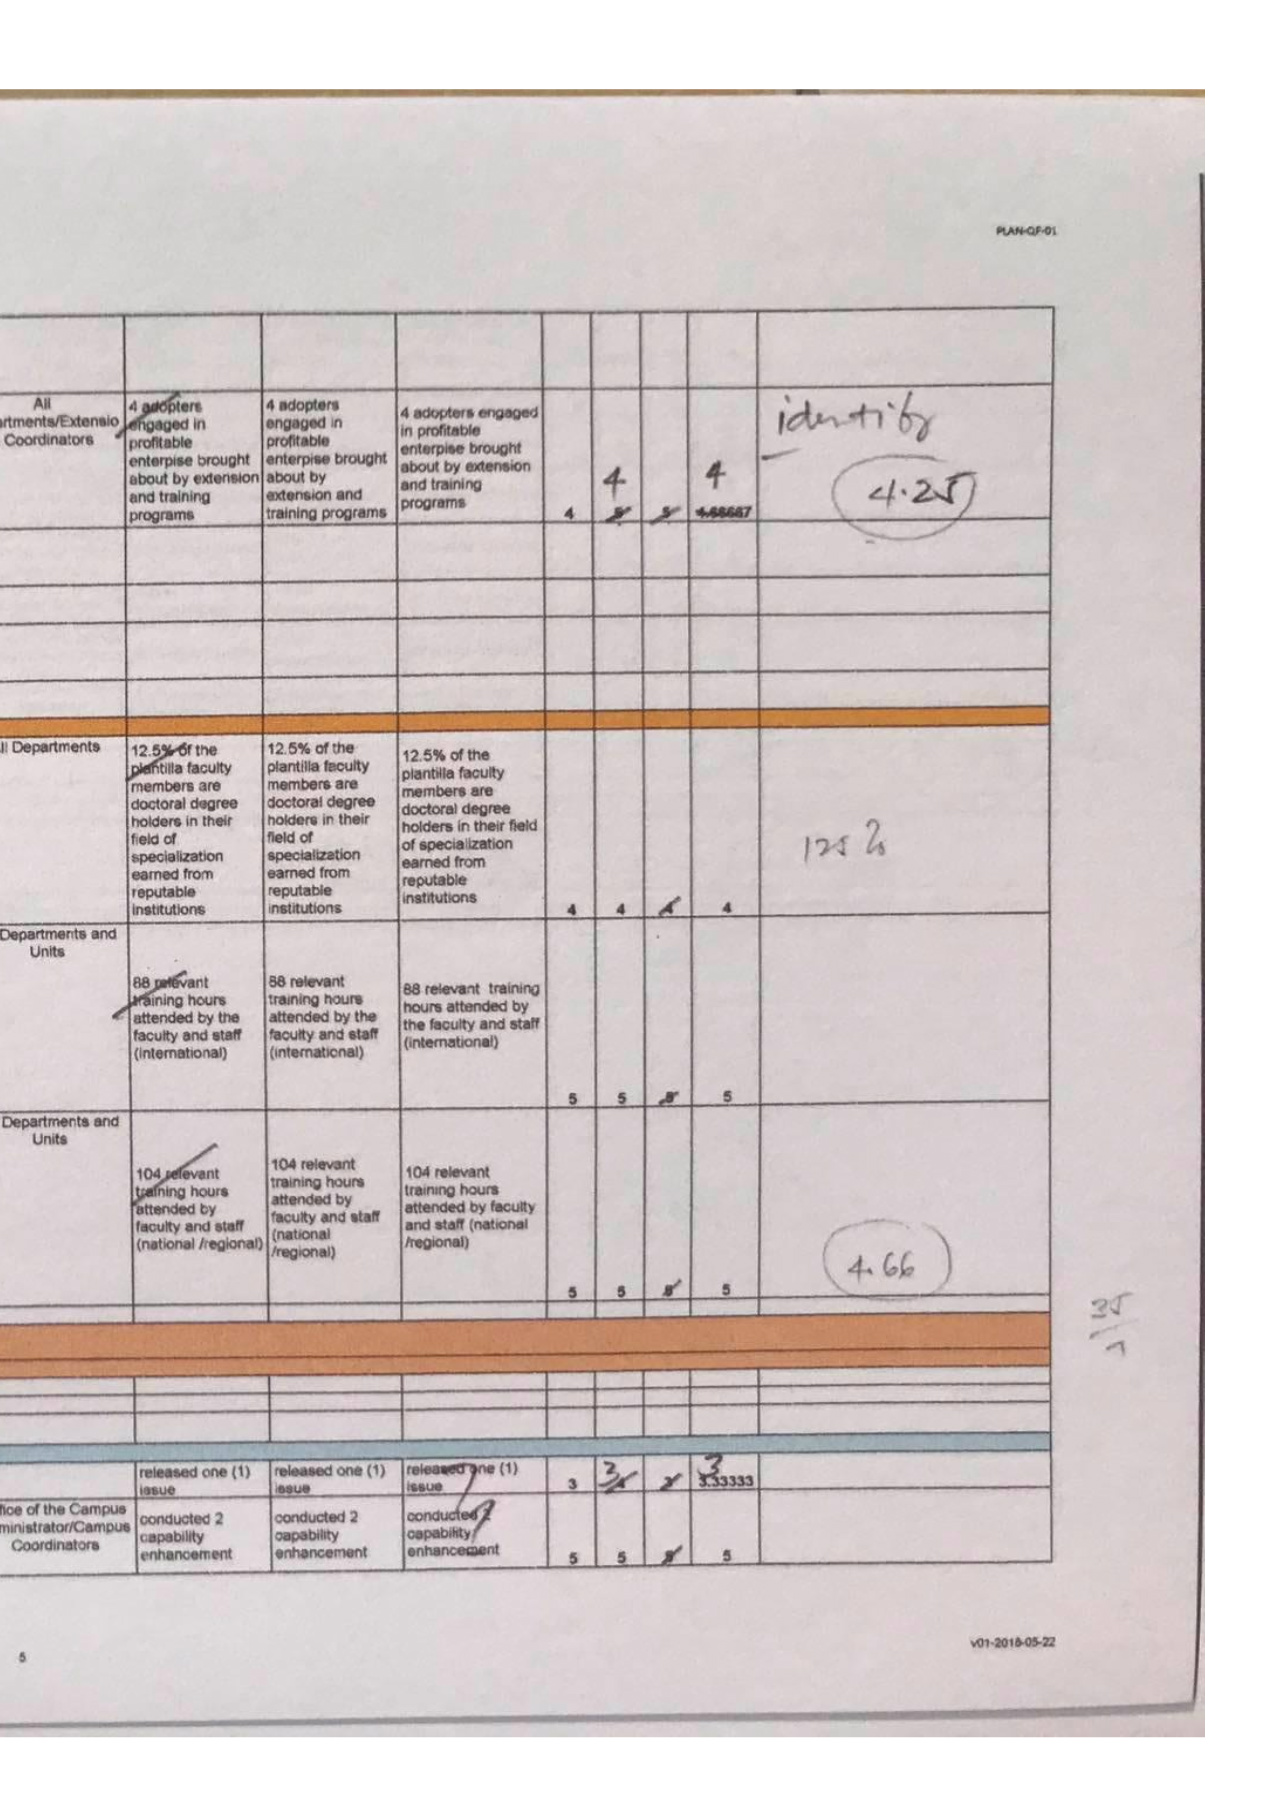 PLAN-QF-01
All
rtments/Extensio
Coordinators
4 adopters
engaged in
profitable
enterpise brought
about by extension
and training
programs
4 adopters
engaged in
profitable
enterpise brought
about by
extension and
training programs
4 adopters engaged
in profitable
enterpise brought
about by extension
and training
programs
4
4
5
5
4
4.66667
identify
4.25
ll Departments
12.5% of the
plantilla faculty
members are
doctoral degree
holders in their
field of
specialization
earned from
reputable
institutions
12.5% of the
plantilla faculty
members are
doctoral degree
holders in their
field of
specialization
earned from
reputable
institutions
12.5% of the
plantilla faculty
members are
doctoral degree
holders in their field
of specialization
earned from
reputable
institutions
4
4
4
4
Departments and
Units
88 relevant
training hours
attended by the
faculty and staff
(international)
88 relevant
training hours
attended by the
faculty and staff
(international)
88 relevant training
hours attended by
the faculty and staff
(international)
5
5
5
5
Departments and
Units
104 relevant
training hours
attended by
faculty and staff
(national /regional)
104 relevant
training hours
attended by
faculty and staff
(national
/regional)
104 relevant
training hours
attended by faculty
and staff (national
/regional)
5
5
5
5
4.66
35
released one (1)
issue
released one (1)
issue
released one (1)
issue
3
3
3
3.33333
fice of the Campus
ministrator/Campus
Coordinators
conducted 2
capability
enhancement
conducted 2
capability
enhancement
conducted 2
capability
enhancement
5
5
5
5
5
v01-2018-05-22